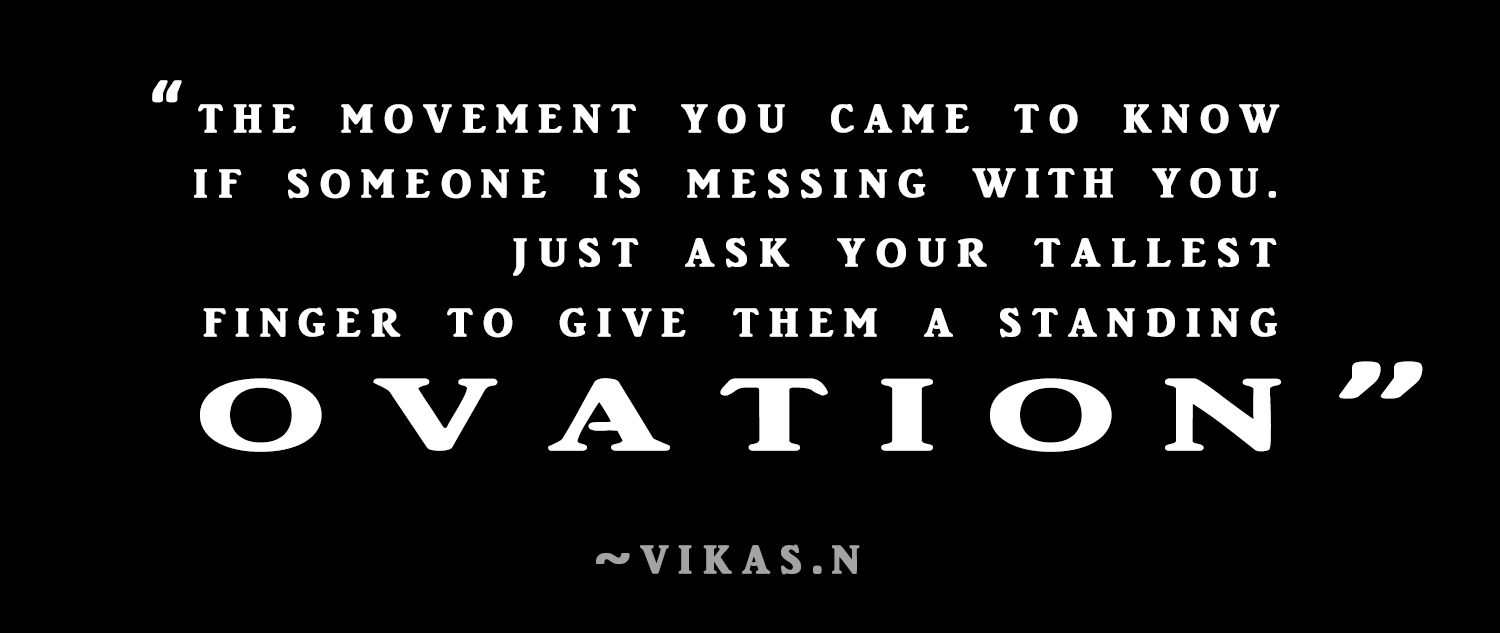 “ THE MOVEMENT YOU CAME TO KNOW
IF SOMEONE IS MESSING WITH YOU.
JUST ASK YOUR TALLEST
FINGER TO GIVE THEM A STANDING
OVATION ”
~VIKAS.N